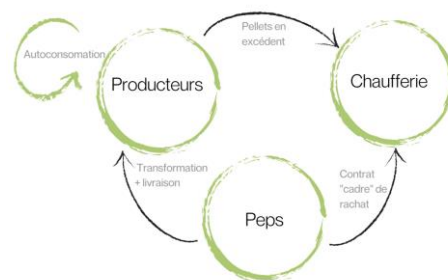 Pellets en
excédent
Autoconsomation
Producteurs
Chaufferie
Transformation
+ livraison
Contrat
"cadre" de
rachat
Peps